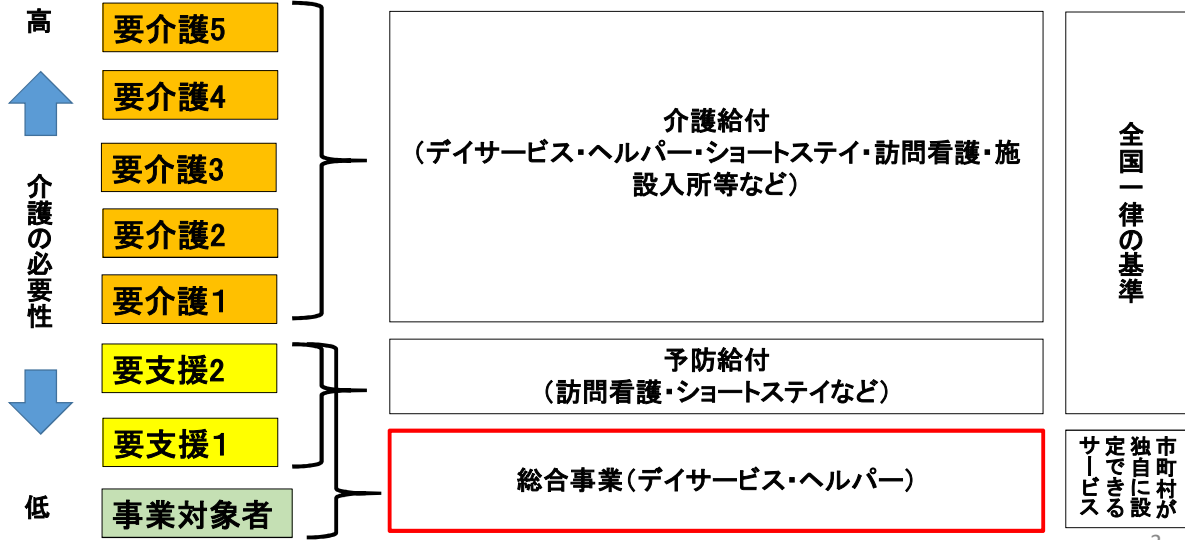 高
介護の必要性
低
要介護5
要介護4
要介護3
要介護2
要介護1
要支援2
要支援1
事業対象者
介護給付
(デイサービス・ヘルパー・ショートステイ・訪問看護・施
設入所等など)
予防給付
(訪問看護・ショートステイなど)
総合事業(デイサービス・ヘルパー)
全国一律の基準
市町村が
独自に設
定できる
サービス